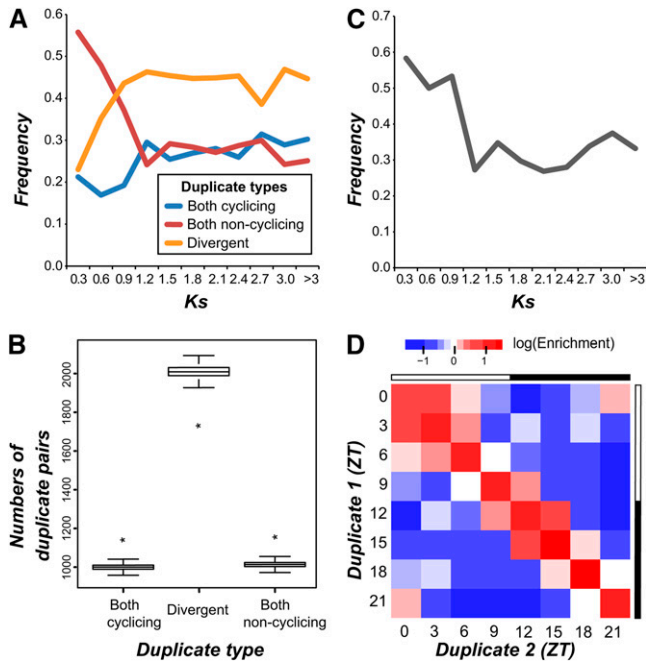 A
0.6
0.5
0.4
0.3
0.2
0.1
0.0
Frequency
Duplicate types
Both cyclicing
Both non-cyclicing
Divergent
0.3 0.6 0.9 1.2 1.5 1.8 2.1 2.4 2.7 3.0 >3
Ks
C
0.7
0.6
0.5
0.4
0.3
0.2
0.1
0.0
Frequency
0.3 0.6 0.9 1.2 1.5 1.8 2.1 2.4 2.7 3.0 >3
Ks
B
2000
1800
1600
1400
1200
1000
Numbers of
duplicate pairs
*
*
*
Both
cyclicing
Divergent
Both
non-cyclicing
Duplicate type
D
log(Enrichment)
-1 0 1
0
3
6
9
12
15
18
21
Duplicate 1 (ZT)
0 3 6 9 12 15 18 21
Duplicate 2 (ZT)